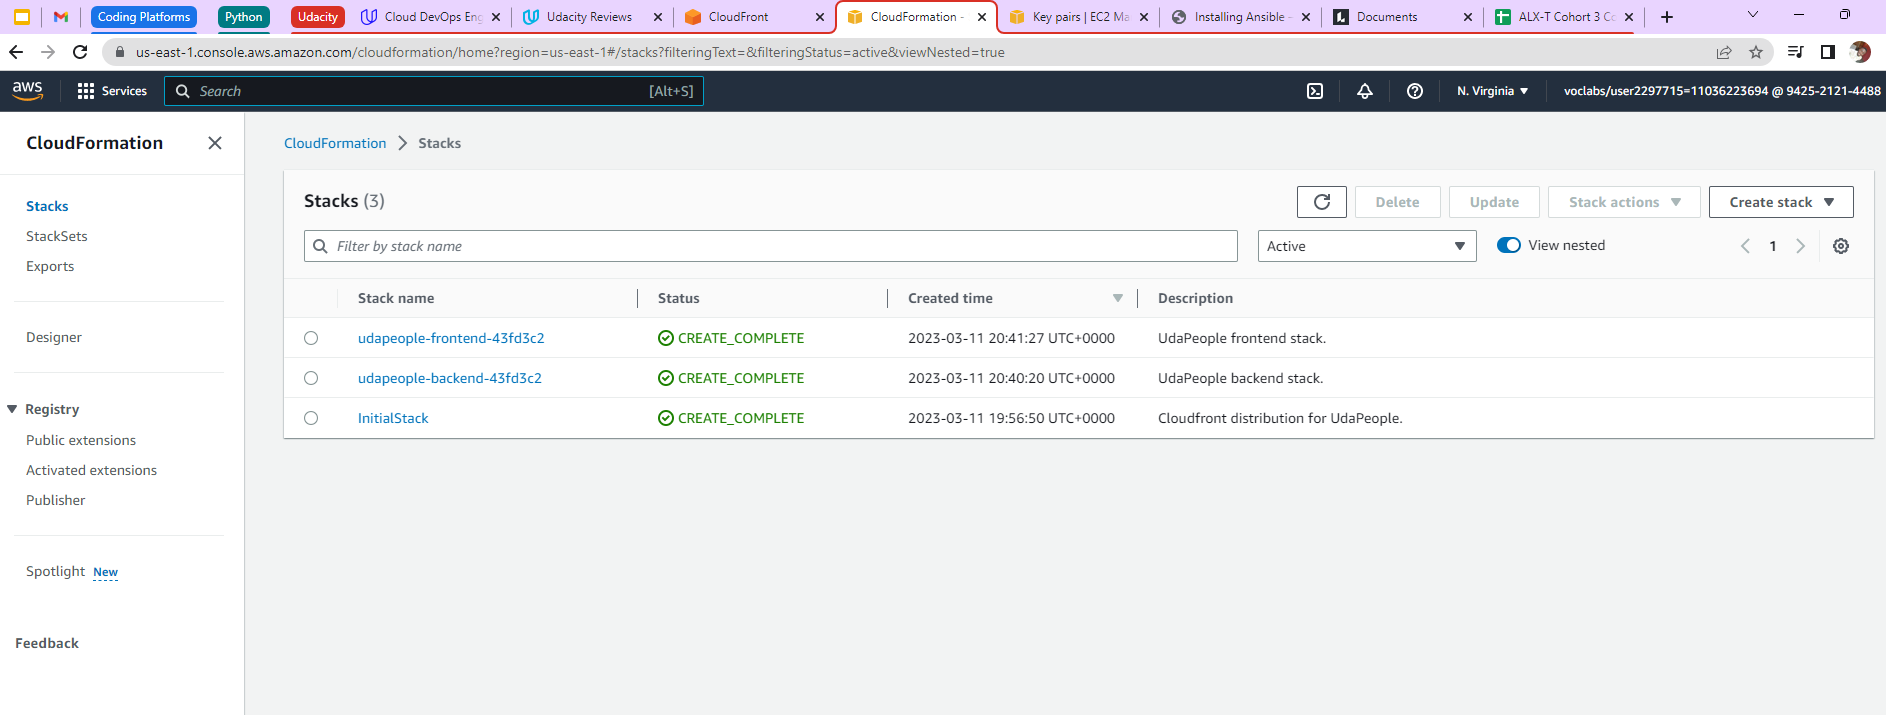 Coding Platforms Python Udacity Cloud DevOps Eng Udacity Reviews CloudFront CloudFormation - Key pairs | EC2 Ma Installing Ansible - Documents ALX-T Cohort 3 Co
us-east-1.console.aws.amazon.com/cloudformation/home?region=us-east-1#/stacks?filteringText=&filteringStatus=active&viewNested=true
aws Services Search [Alt+S] N. Virginia voclabs/user2297715=11036223694 @ 9425-2121-4488
CloudFormation
CloudFormation Stacks
Stacks
StackSets
Exports
Designer
Registry
Public extensions
Activated extensions
Publisher
Spotlight New
Feedback
Stacks (3) Delete Update Stack actions Create stack
Filter by stack name Active View nested 1
Stack name Status Created time Description
udapeople-frontend-43fd3c2 CREATE_COMPLETE 2023-03-11 20:41:27 UTC+0000 UdaPeople frontend stack.
udapeople-backend-43fd3c2 CREATE_COMPLETE 2023-03-11 20:40:20 UTC+0000 UdaPeople backend stack.
InitialStack CREATE_COMPLETE 2023-03-11 19:56:50 UTC+0000 Cloudfront distribution for UdaPeople.